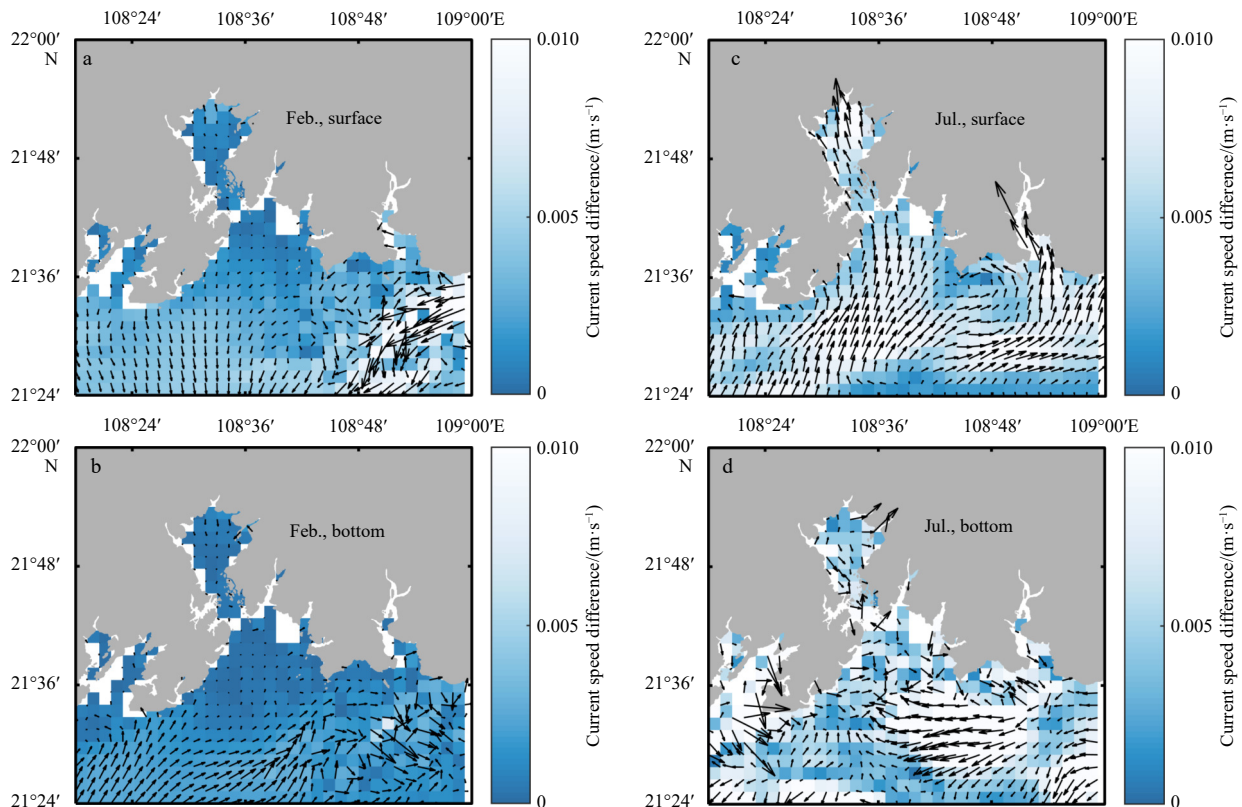 108°24′ 108°36′ 108°48′ 109°00′E
22°00′
N
21°48′
21°36′
21°24′
a
Feb., surface
0.010
0.005
0
Current speed difference/(m·s⁻¹)
108°24′ 108°36′ 108°48′ 109°00′E
22°00′
N
21°48′
21°36′
21°24′
c
Jul., surface
0.010
0.005
0
Current speed difference/(m·s⁻¹)
108°24′ 108°36′ 108°48′ 109°00′E
22°00′
N
21°48′
21°36′
21°24′
b
Feb., bottom
0.010
0.005
0
Current speed difference/(m·s⁻¹)
108°24′ 108°36′ 108°48′ 109°00′E
22°00′
N
21°48′
21°36′
21°24′
d
Jul., bottom
0.010
0.005
0
Current speed difference/(m·s⁻¹)